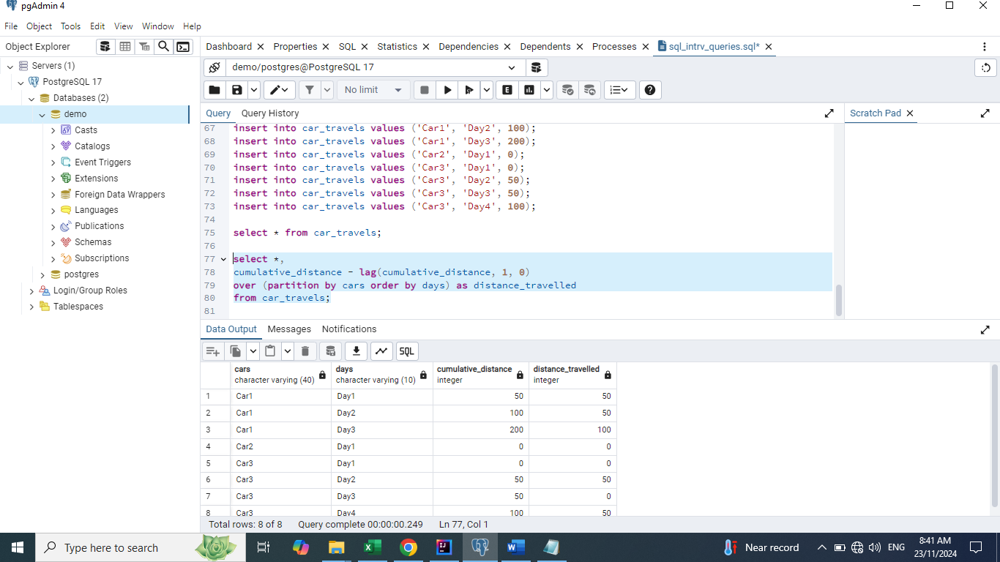 pgAdmin 4
File Object Tools Edit View Window Help
Object Explorer
Dashboard Properties SQL Statistics Dependencies Dependents Processes sql_intrv_queries.sql*
Servers (1)
PostgreSQL 17
Databases (2)
demo
Casts
Catalogs
Event Triggers
Extensions
Foreign Data Wrappers
Languages
Publications
Schemas
Subscriptions
postgres
Login/Group Roles
Tablespaces
demo/postgres@PostgreSQL 17
No limit
E
Query Query History
Scratch Pad
67 insert into car_travels values ('Car1', 'Day2', 100);
68 insert into car_travels values ('Car1', 'Day3', 200);
69 insert into car_travels values ('Car2', 'Day1', 0);
70 insert into car_travels values ('Car3', 'Day1', 0);
71 insert into car_travels values ('Car3', 'Day2', 50);
72 insert into car_travels values ('Car3', 'Day3', 50);
73 insert into car_travels values ('Car3', 'Day4', 100);
74
75 select * from car_travels;
76
77 select *,
78 cumulative_distance - lag(cumulative_distance, 1, 0)
79 over (partition by cars order by days) as distance_travelled
80 from car_travels;
81
Data Output Messages Notifications
SQL
cars days cumulative_distance distance_travelled
character varying (40) character varying (10) integer integer
1 Car1 Day1 50 50
2 Car1 Day2 100 50
3 Car1 Day3 200 100
4 Car2 Day1 0 0
5 Car3 Day1 0 0
6 Car3 Day2 50 50
7 Car3 Day3 50 0
8 Car3 Day4 100 50
Total rows: 8 of 8 Query complete 00:00:00.249 Ln 77, Col 1
Type here to search
Near record
ENG
8:41 AM
23/11/2024